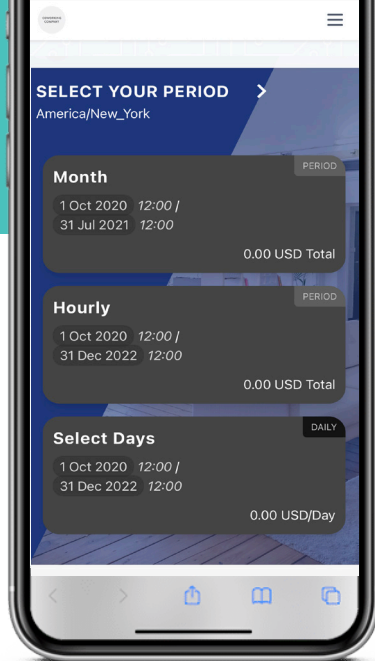 SELECT YOUR PERIOD
America/New_York
PERIOD
Month
1 Oct 2020 12:00 /
31 Jul 2021 12:00
0.00 USD Total
PERIOD
Hourly
1 Oct 2020 12:00 /
31 Dec 2022 12:00
0.00 USD Total
DAILY
Select Days
1 Oct 2020 12:00 /
31 Dec 2022 12:00
0.00 USD/Day